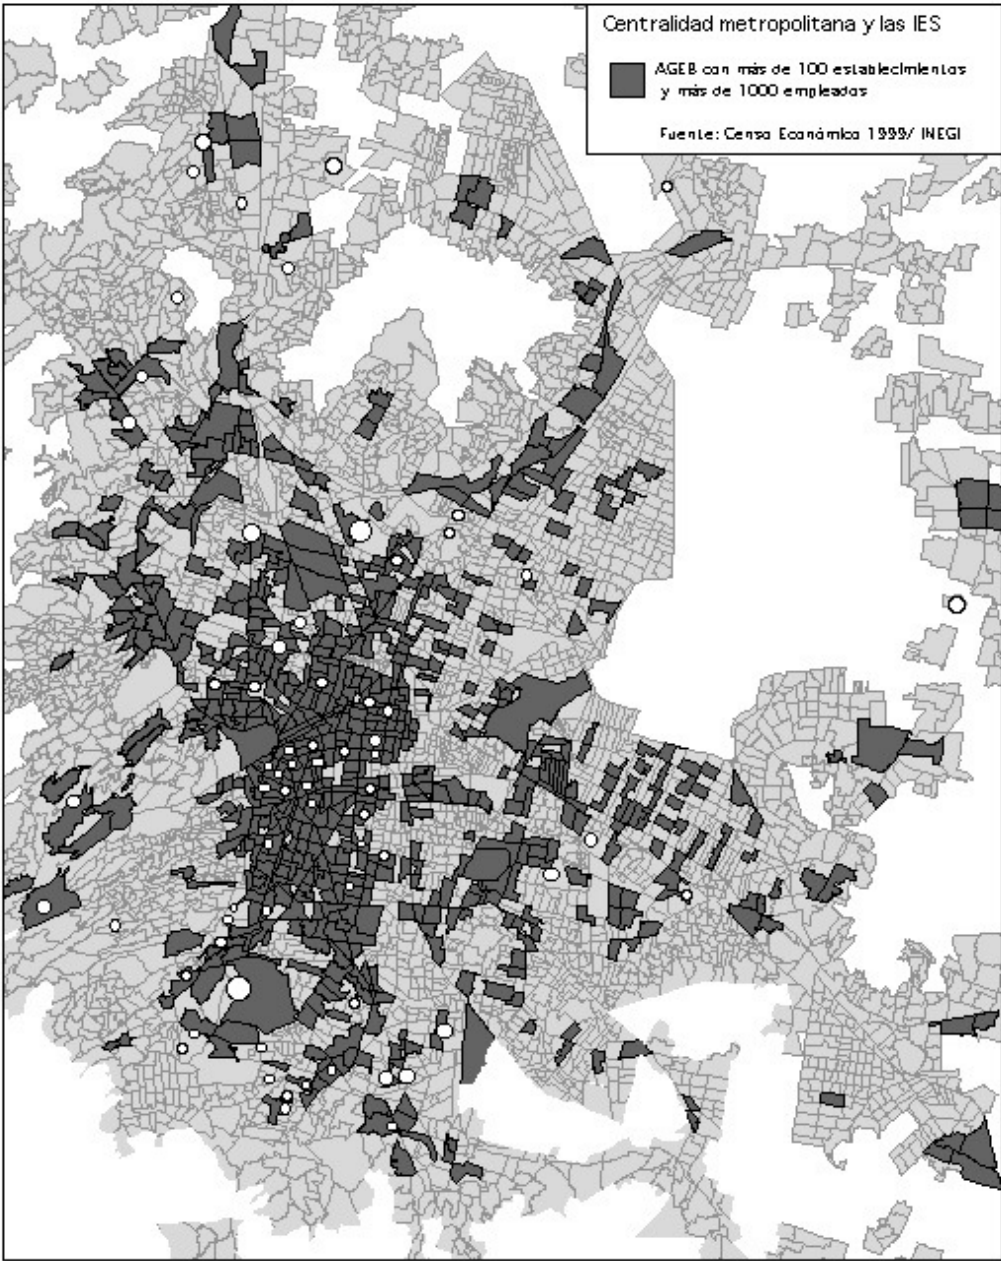 Centralidad metropolitana y las IES
AGEB con más de 100 establecimientos
y más de 1000 empleados
Fuente: Censo Económico 1999/ INEGI